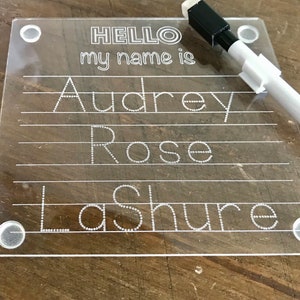 HELLO
my name is
Audrey
Rose
LaShure